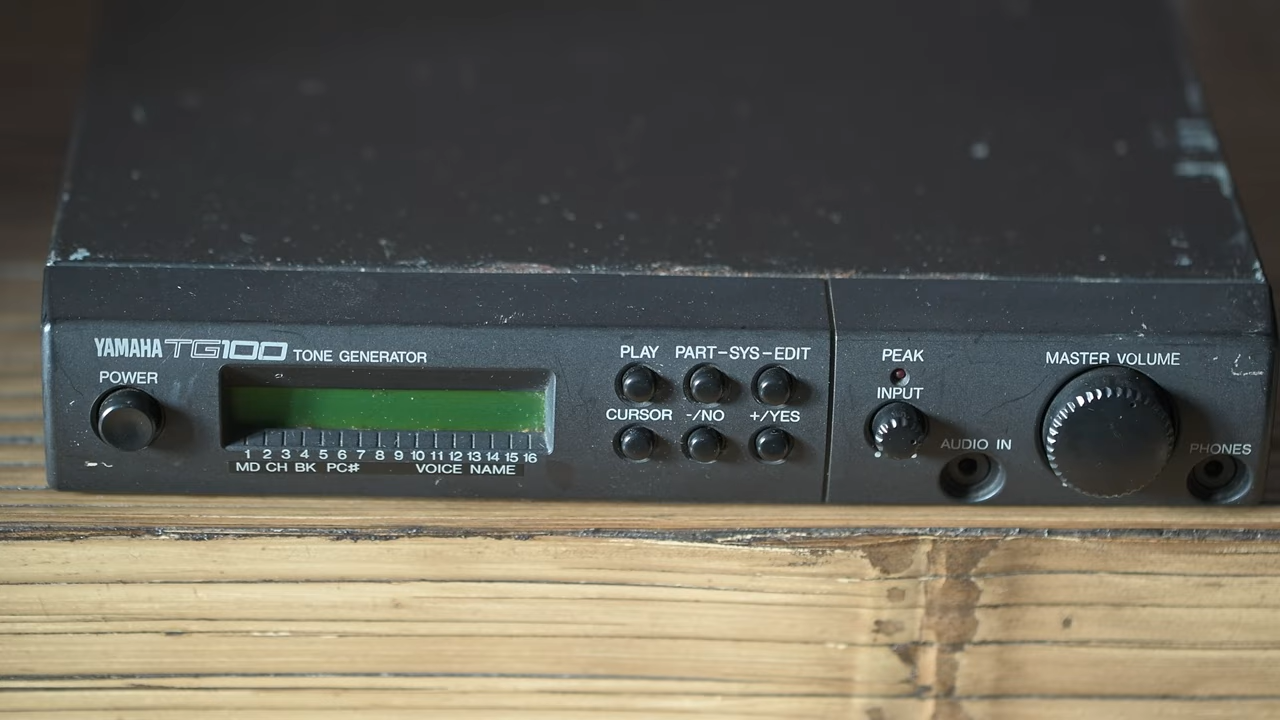 YAMAHA TG100 TONE GENERATOR
POWER
1 2 3 4 5 6 7 8 9 10 11 12 13 14 15 16
MD CH BK PC# VOICE NAME
PLAY PART-SYS-EDIT
CURSOR -/NO +/YES
PEAK
INPUT
AUDIO IN
MASTER VOLUME
PHONES